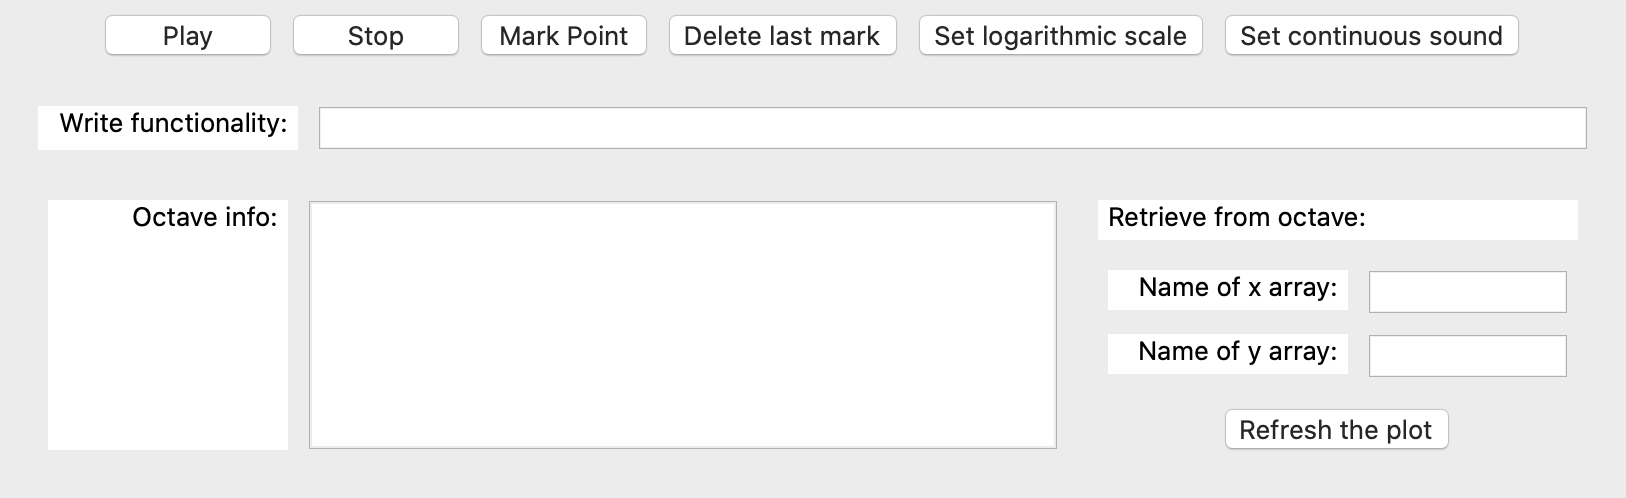 Play Stop Mark Point Delete last mark Set logarithmic scale Set continuous sound
Write functionality:
Octave info:
Retrieve from octave:
Name of x array:
Name of y array:
Refresh the plot